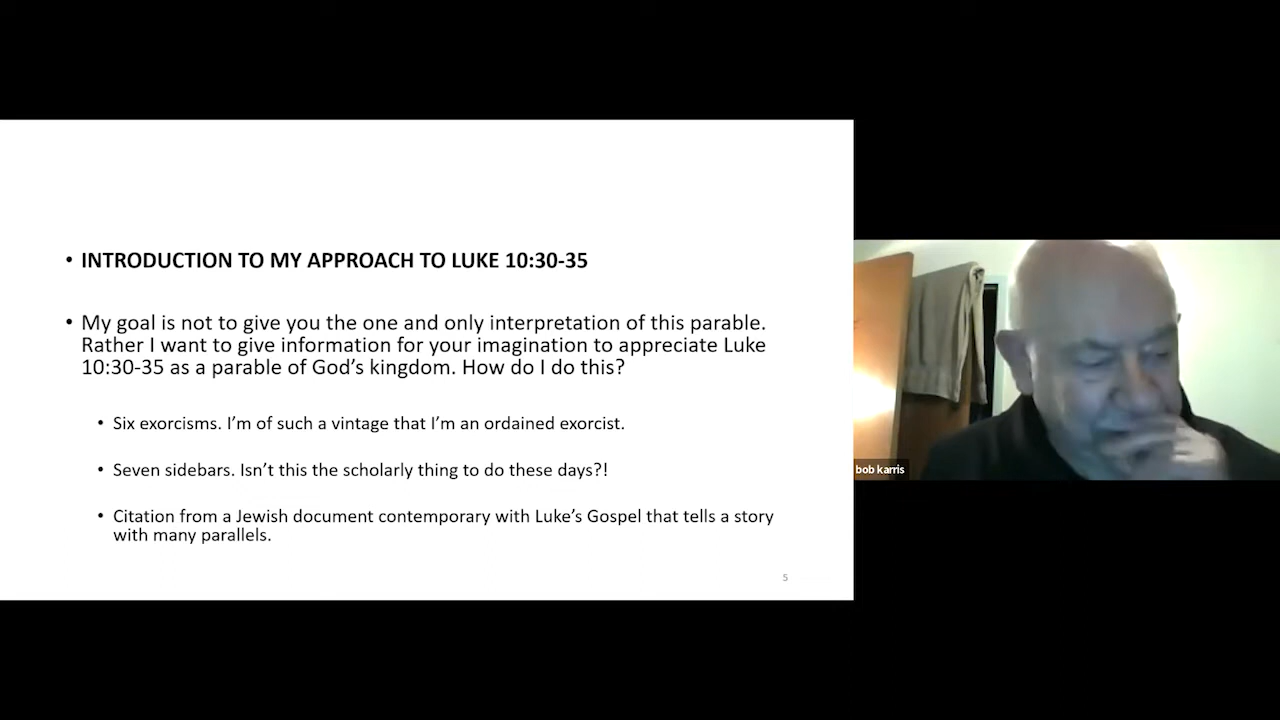 • INTRODUCTION TO MY APPROACH TO LUKE 10:30-35
• My goal is not to give you the one and only interpretation of this parable.
Rather I want to give information for your imagination to appreciate Luke
10:30-35 as a parable of God’s kingdom. How do I do this?
• Six exorcisms. I’m of such a vintage that I’m an ordained exorcist.
• Seven sidebars. Isn’t this the scholarly thing to do these days?!
• Citation from a Jewish document contemporary with Luke’s Gospel that tells a story
with many parallels.
5
bob karris